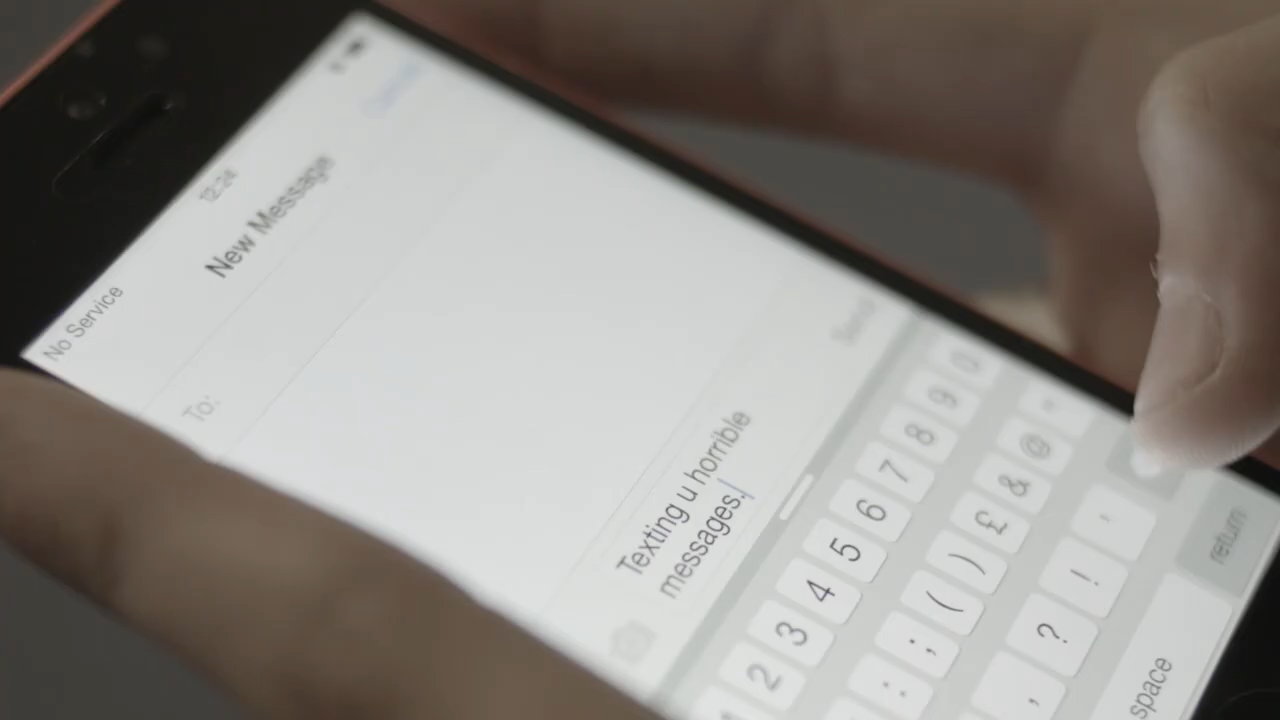 No Service
12:24
New Message
Cancel
To:
Texting u horrible
messages.
Send
1 2 3 4 5 6 7 8 9 0
: ; ( ) £ & @ "
, ? ! '
space
return